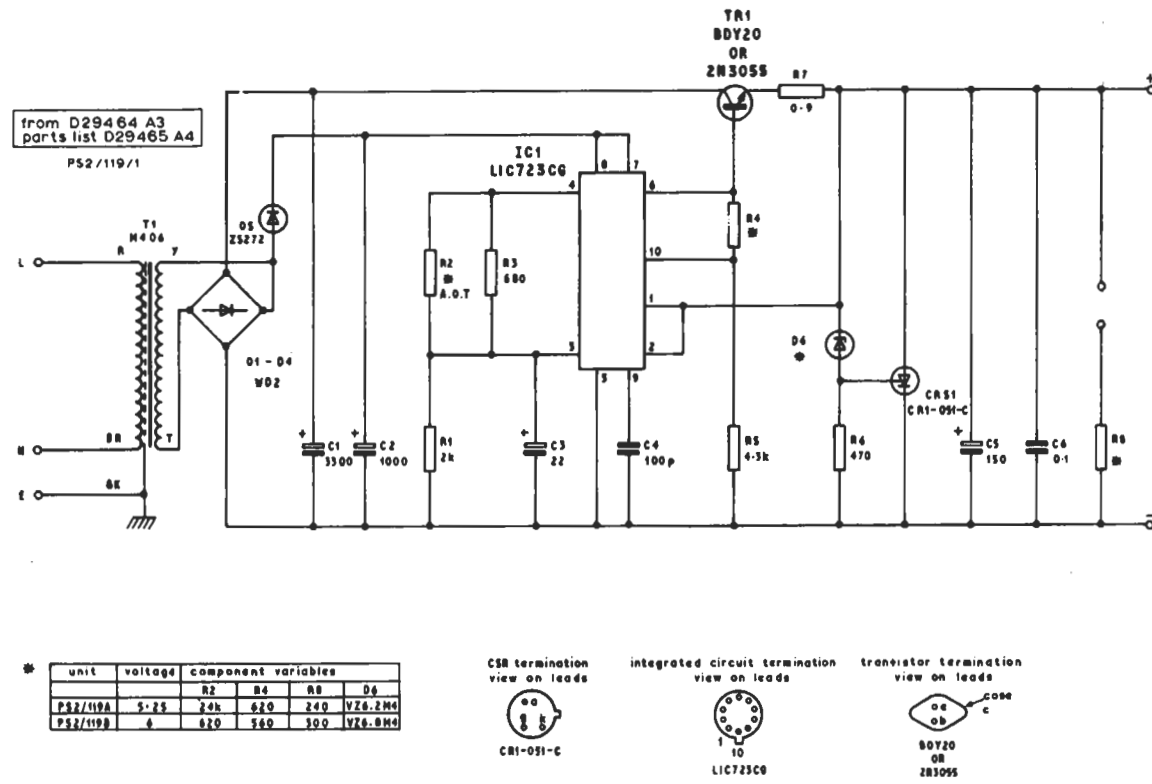 TR1
BDY20
OR
2N3055
R7
0·9
+
from D29464 A3
parts list D29465 A4
PS2/119/1
IC1
LIC723CG
8
7
4
6
D5
ZS272
R4
*
T1
M406
R
Y
L
R2
*
A.O.T
R3
680
10
1
3
2
D6
*
D1 - D4
WD2
5
9
CRS1
CR1-051-C
BR
T
N
+
C1
3300
+
C2
1000
R1
2k
+
C3
22
C4
100p
R5
4·3k
R6
470
+
C5
150
C6
0·1
R8
*
E
GK
-
*
unit voltage component variables
R2 R4 R8 D6
PS2/119A 5·25 24k 620 240 VZ6.2M4
PS2/119B 6 620 560 300 VZ6.8M4
CSR termination
view on leads
CR1-051-C
integrated circuit termination
view on leads
1
10
LIC723CG
transistor termination
view on leads
case
c
e
b
BDY20
OR
2N3055